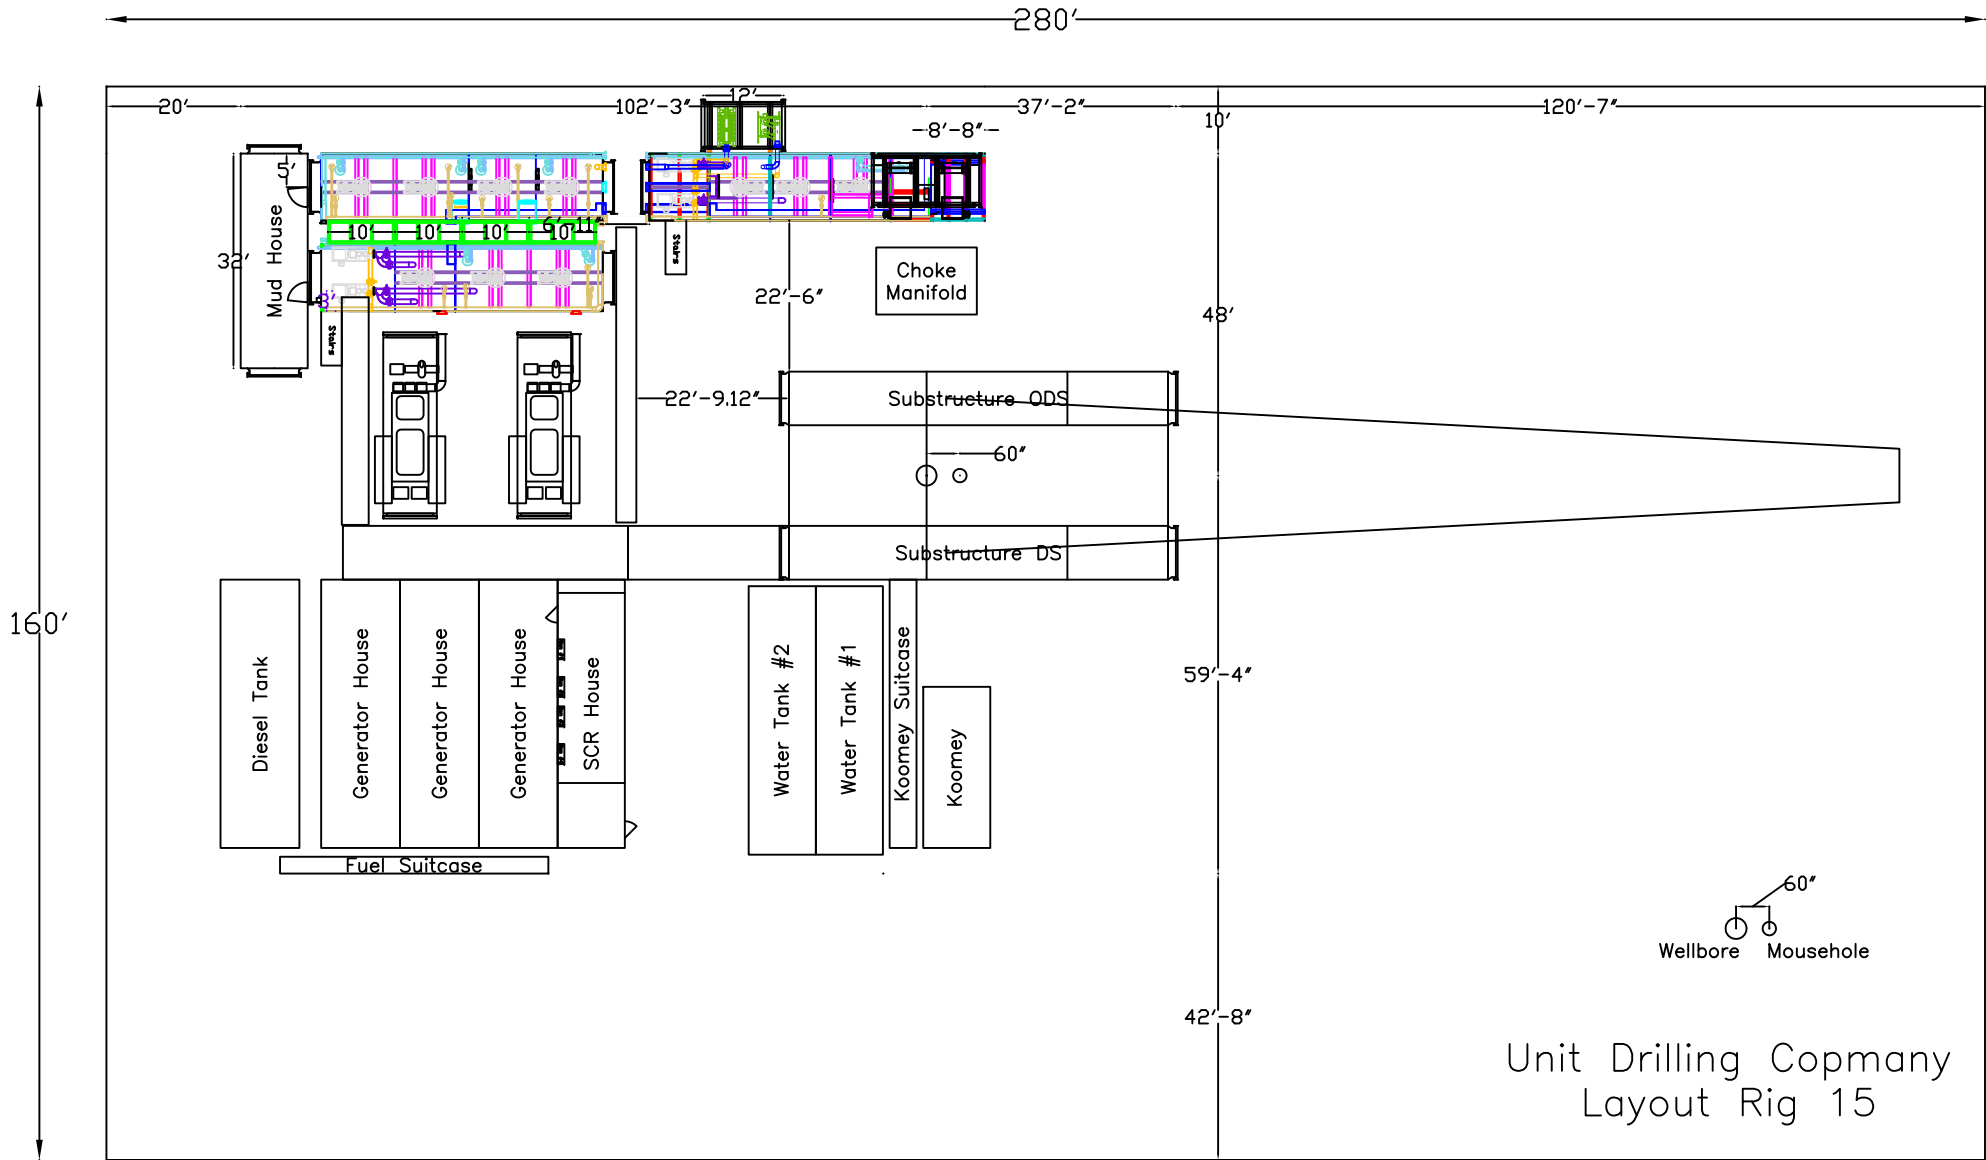 280'
20'
102'-3"
12'
37'-2"
10'
120'-7"
8'-8"
5'
6'-11"
10'
10'
10'
10'
32'
Mud House
3'
Stairs
Stairs
Choke
Manifold
22'-6"
48'
22'-9.12"
Substructure ODS
60"
Substructure DS
160'
Diesel Tank
Generator House
Generator House
Generator House
SCR House
Water Tank #2
Water Tank #1
Koomey Suitcase
Koomey
59'-4"
Fuel Suitcase
60"
Wellbore
Mousehole
42'-8"
Unit Drilling Copmany
Layout Rig 15